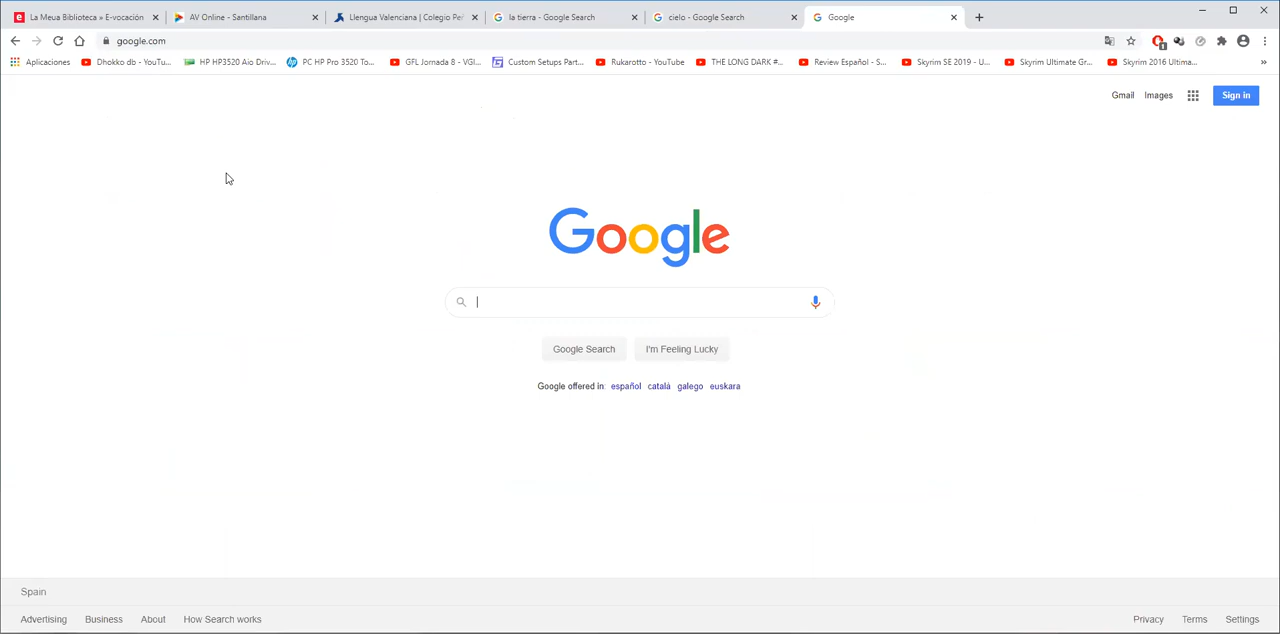 La Meua Biblioteca » E-vocación
AV Online - Santillana
Llengua Valenciana | Colegio Per
la tierra - Google Search
cielo - Google Search
Google
google.com
Aplicaciones
Dhokko db - YouTu...
HP HP3520 Aio Driv...
PC HP Pro 3520 To...
GFL Jornada 8 - VGI...
Custom Setups Part...
Rukarotto - YouTube
THE LONG DARK #...
Review Español - S...
Skyrim SE 2019 - U...
Skyrim Ultimate Gr...
Skyrim 2016 Ultima...
»
Gmail
Images
Sign in
Google
Google Search
I'm Feeling Lucky
Google offered in: español català galego euskara
Spain
Advertising
Business
About
How Search works
Privacy
Terms
Settings